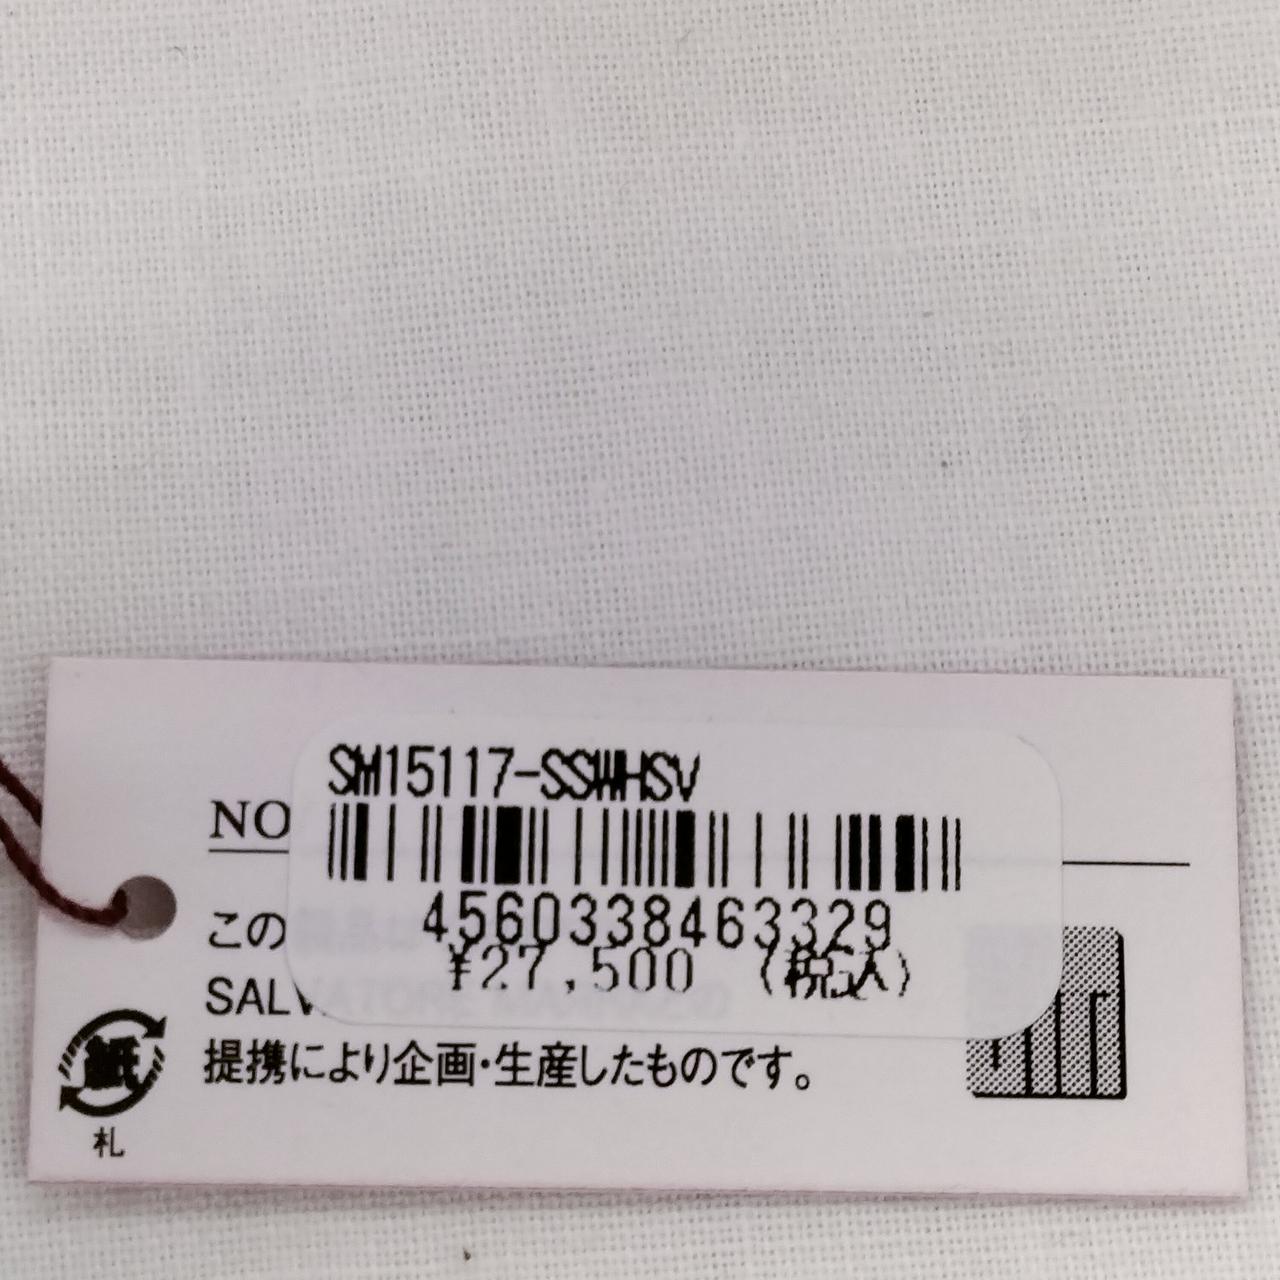 SM15117-SSWHSV
NO
4560338463329
この
¥27,500 (税込)
SALV
提携により企画・生産したものです。
紙
札